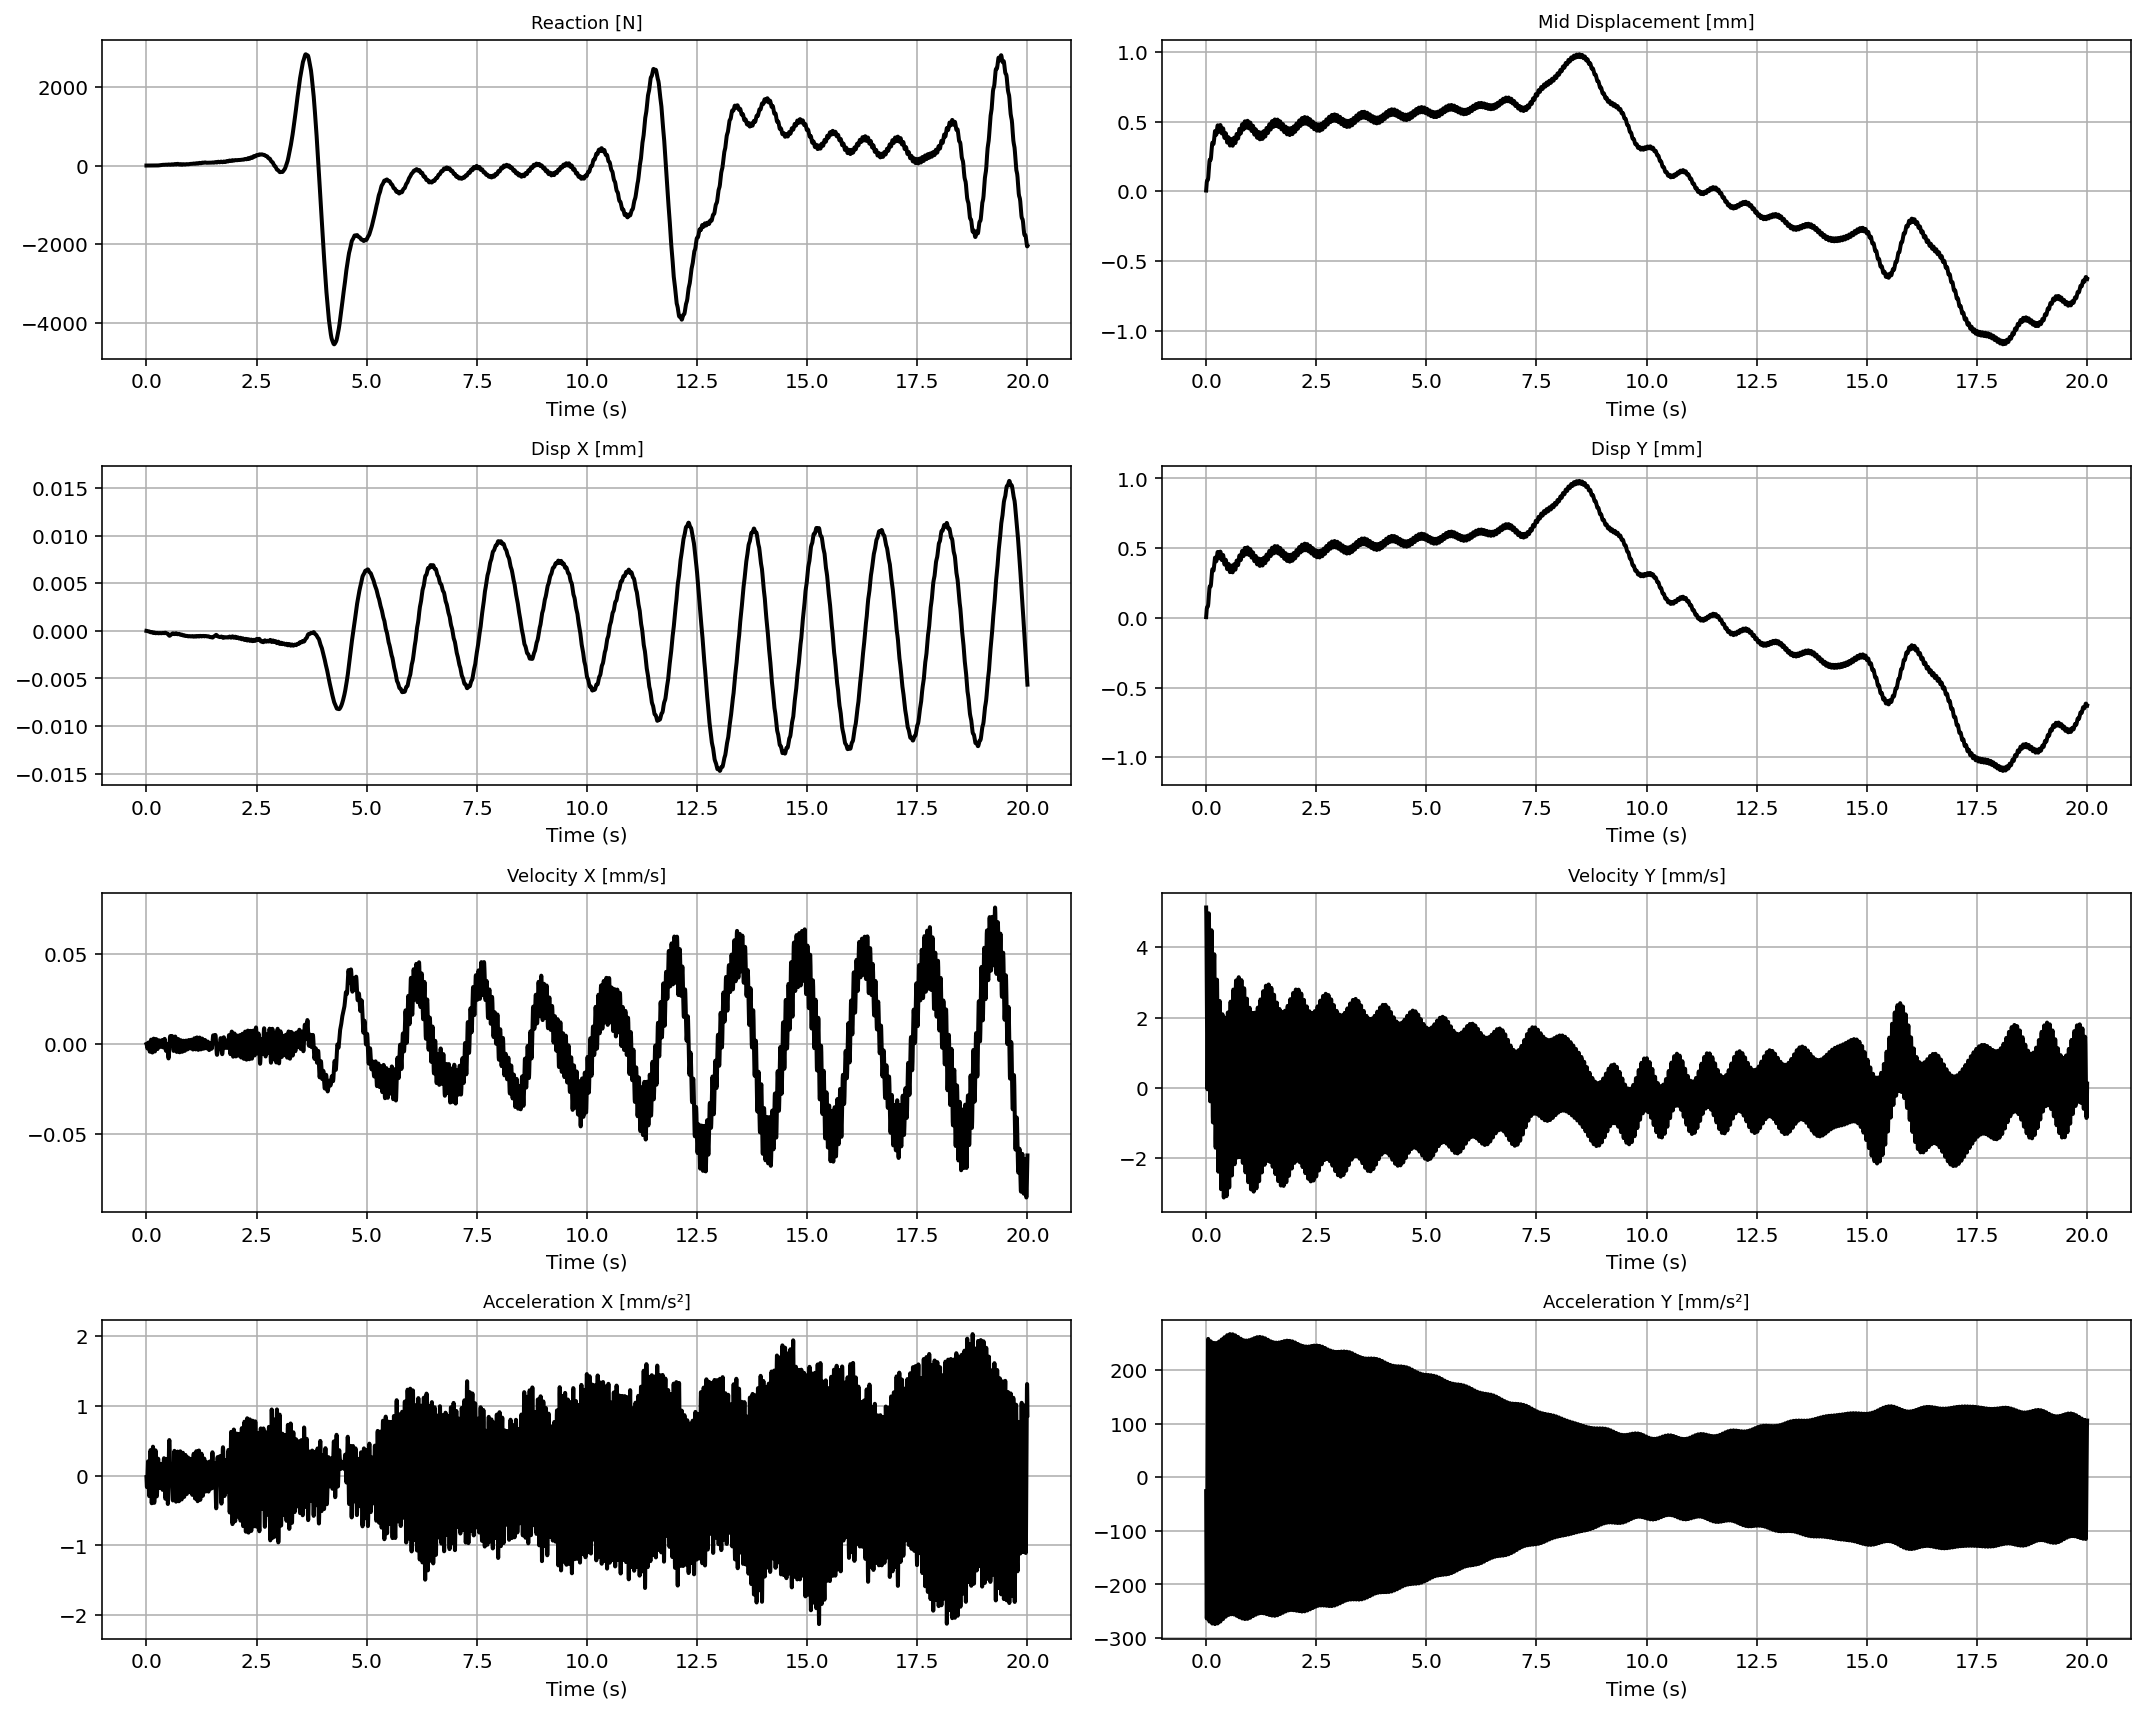 Reaction [N]
2000
0
−2000
−4000
0.0 2.5 5.0 7.5 10.0 12.5 15.0 17.5 20.0
Time (s)
Mid Displacement [mm]
1.0
0.5
0.0
−0.5
−1.0
0.0 2.5 5.0 7.5 10.0 12.5 15.0 17.5 20.0
Time (s)
Disp X [mm]
0.015
0.010
0.005
0.000
−0.005
−0.010
−0.015
0.0 2.5 5.0 7.5 10.0 12.5 15.0 17.5 20.0
Time (s)
Disp Y [mm]
1.0
0.5
0.0
−0.5
−1.0
0.0 2.5 5.0 7.5 10.0 12.5 15.0 17.5 20.0
Time (s)
Velocity X [mm/s]
0.05
0.00
−0.05
0.0 2.5 5.0 7.5 10.0 12.5 15.0 17.5 20.0
Time (s)
Velocity Y [mm/s]
4
2
0
−2
0.0 2.5 5.0 7.5 10.0 12.5 15.0 17.5 20.0
Time (s)
Acceleration X [mm/s²]
2
1
0
−1
−2
0.0 2.5 5.0 7.5 10.0 12.5 15.0 17.5 20.0
Time (s)
Acceleration Y [mm/s²]
200
100
0
−100
−200
−300
0.0 2.5 5.0 7.5 10.0 12.5 15.0 17.5 20.0
Time (s)